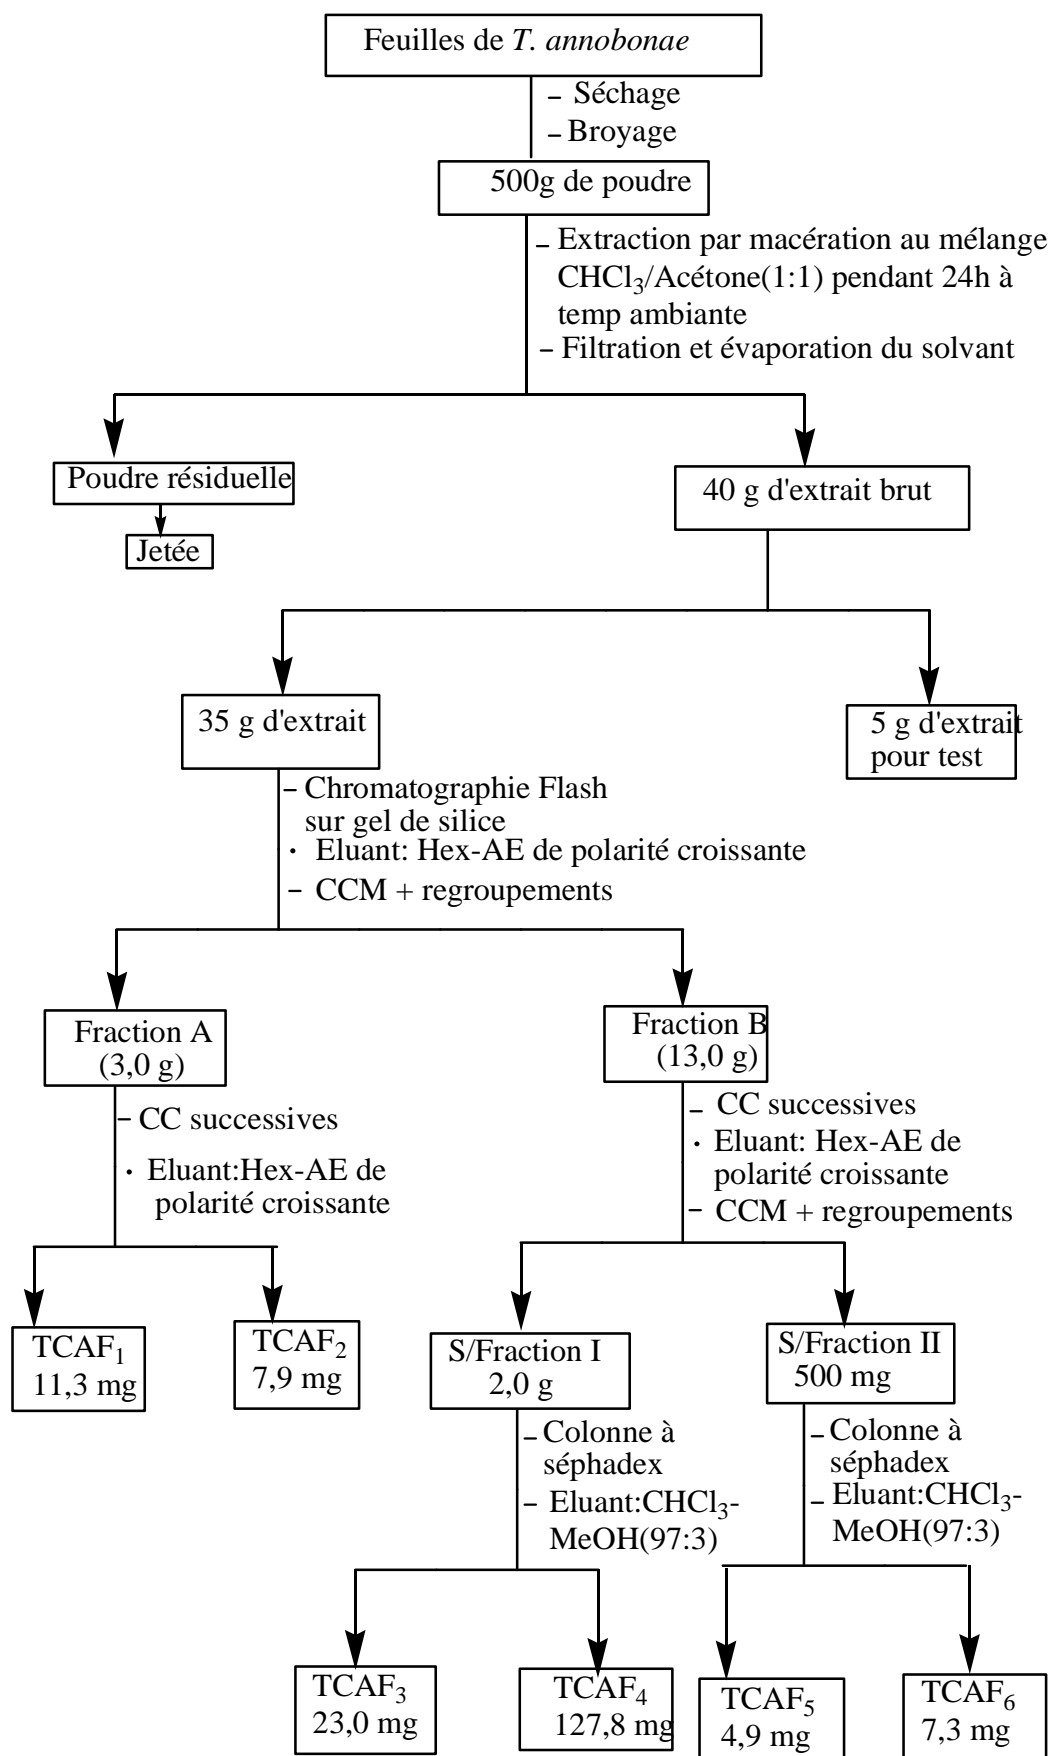 Feuilles de T. annobonae
– Séchage
– Broyage
500g de poudre
– Extraction par macération au mélange
CHCl₃/Acétone(1:1) pendant 24h à
temp ambiante
– Filtration et évaporation du solvant
Poudre résiduelle
Jetée
40 g d'extrait brut
35 g d'extrait
5 g d'extrait
pour test
– Chromatographie Flash
sur gel de silice
· Eluant: Hex-AE de polarité croissante
– CCM + regroupements
Fraction A
(3,0 g)
Fraction B
(13,0 g)
– CC successives
· Eluant:Hex-AE de
polarité croissante
– CC successives
· Eluant: Hex-AE de
polarité croissante
– CCM + regroupements
TCAF₁
11,3 mg
TCAF₂
7,9 mg
S/Fraction I
2,0 g
S/Fraction II
500 mg
– Colonne à
séphadex
– Eluant:CHCl₃-
MeOH(97:3)
– Colonne à
séphadex
– Eluant:CHCl₃-
MeOH(97:3)
TCAF₃
23,0 mg
TCAF₄
127,8 mg
TCAF₅
4,9 mg
TCAF₆
7,3 mg